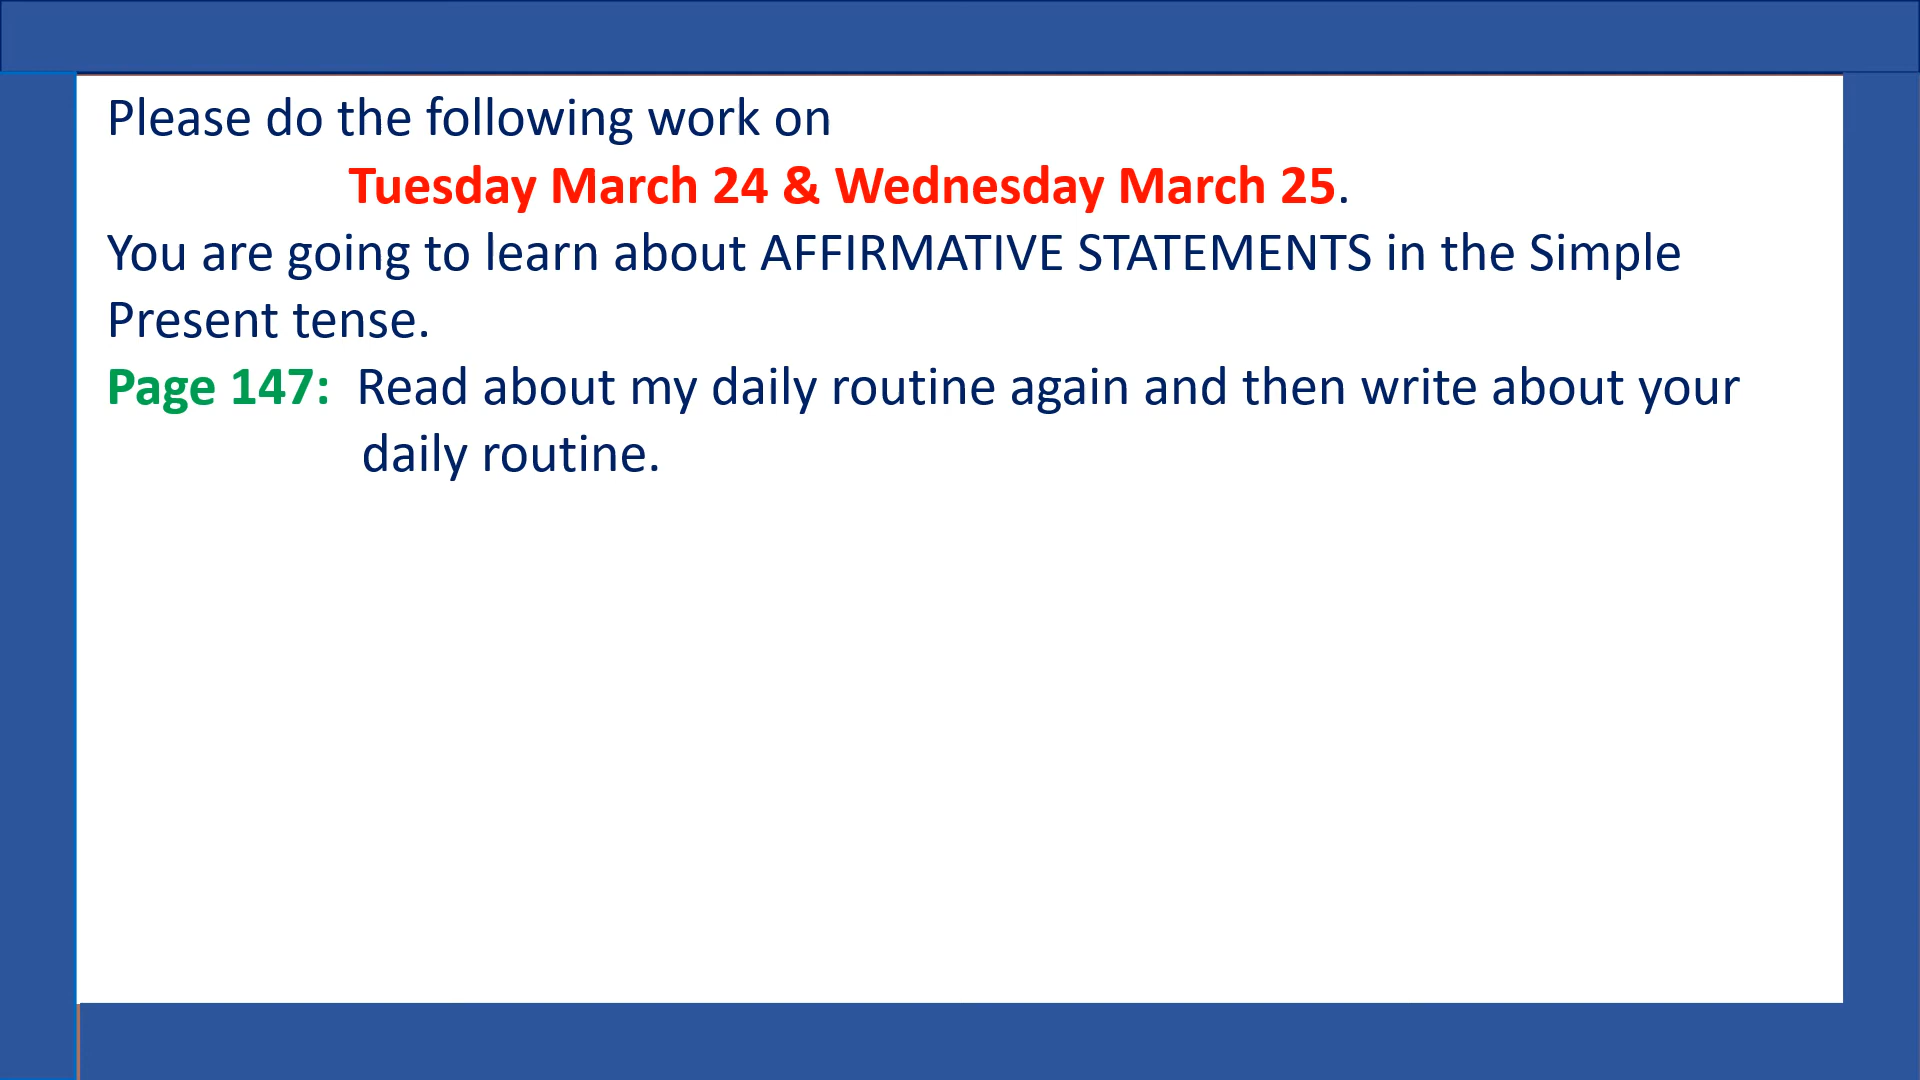 Please do the following work on
Tuesday March 24 & Wednesday March 25.
You are going to learn about AFFIRMATIVE STATEMENTS in the Simple
Present tense.
Page 147: Read about my daily routine again and then write about your
daily routine.